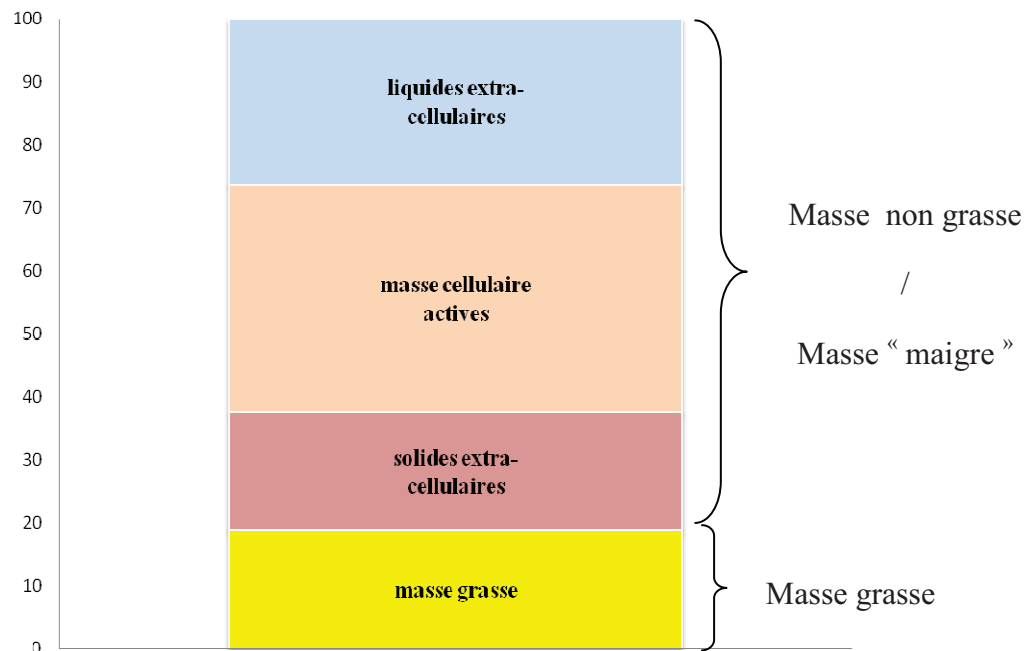 100
90
80
70
60
50
40
30
20
10
0
liquides extra-
cellulaires
masse cellulaire
actives
solides extra-
cellulaires
masse grasse
Masse non grasse
/
Masse “ maigre ”
Masse grasse